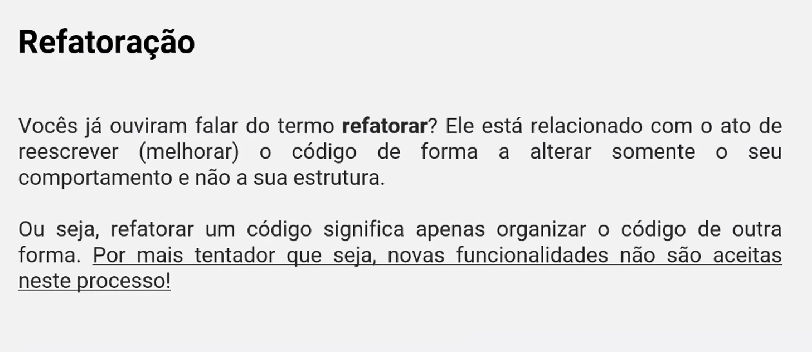 Refatoração
Vocês já ouviram falar do termo refatorar? Ele está relacionado com o ato de
reescrever (melhorar) o código de forma a alterar somente o seu
comportamento e não a sua estrutura.
Ou seja, refatorar um código significa apenas organizar o código de outra
forma. Por mais tentador que seja, novas funcionalidades não são aceitas
neste processo!